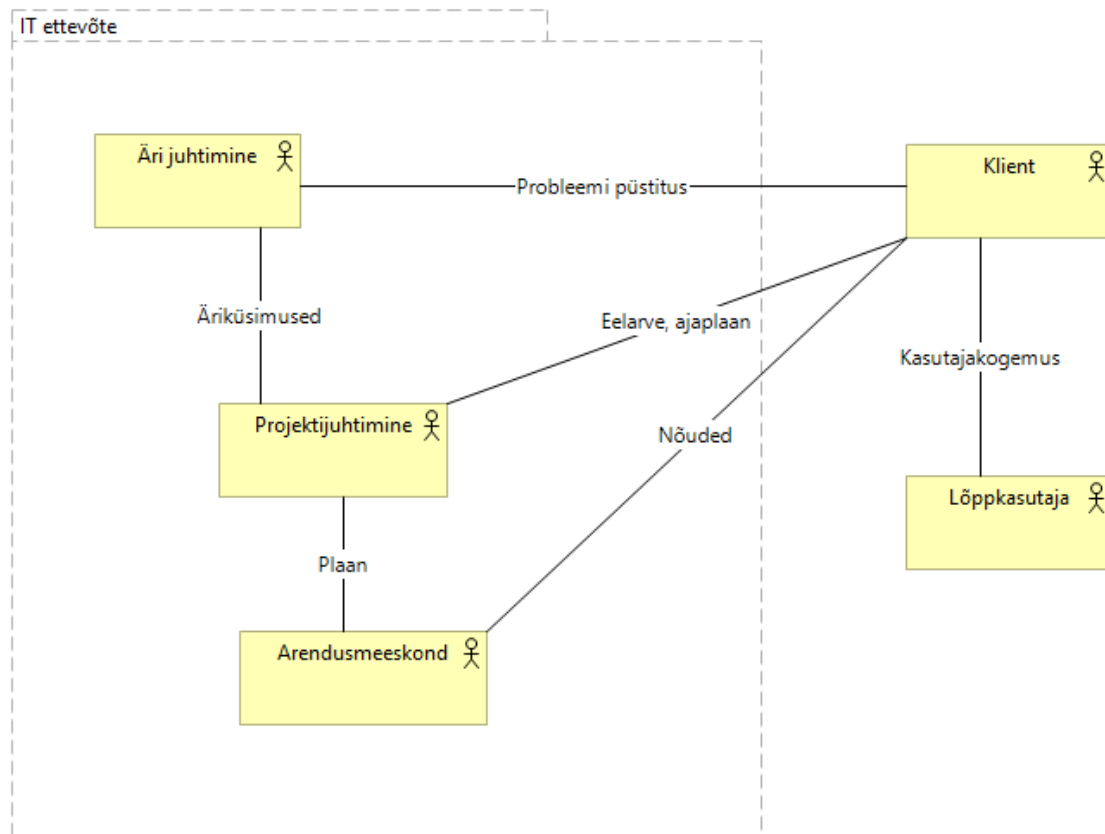 IT ettevõte
Äri juhtimine
Klient
Probleemi püstitus
Äriküsimused
Eelarve, ajaplaan
Kasutajakogemus
Projektijuhtimine
Nõuded
Lõppkasutaja
Plaan
Arendusmeeskond